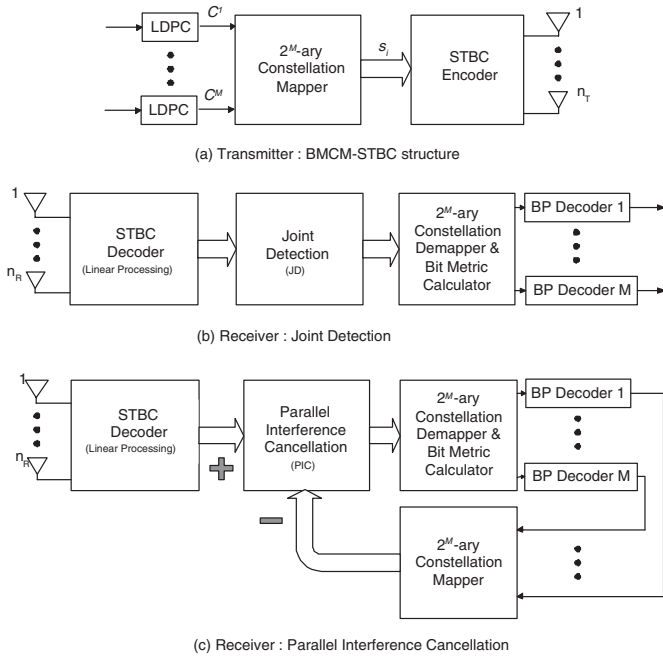 LDPC
C¹
LDPC
Cᴹ
2ᴹ-ary
Constellation
Mapper
sᵢ
STBC
Encoder
1
n_T
(a) Transmitter : BMCM-STBC structure
1
n_R
STBC
Decoder
(Linear Processing)
Joint
Detection
(JD)
2ᴹ-ary
Constellation
Demapper &
Bit Metric
Calculator
BP Decoder 1
BP Decoder M
(b) Receiver : Joint Detection
1
n_R
STBC
Decoder
(Linear Processing)
Parallel
Interference
Cancellation
(PIC)
2ᴹ-ary
Constellation
Demapper &
Bit Metric
Calculator
BP Decoder 1
BP Decoder M
2ᴹ-ary
Constellation
Mapper
(c) Receiver : Parallel Interference Cancellation